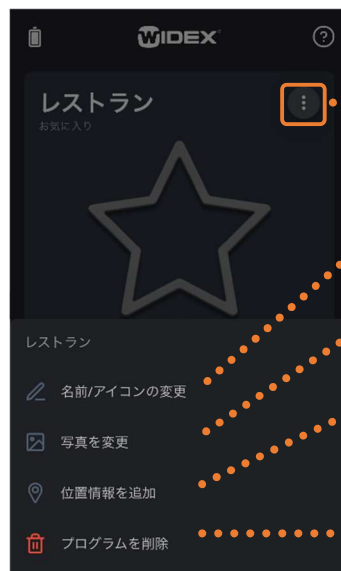 WIDEX
レストラン
お気に入り
レストラン
名前/アイコンの変更
写真を変更
位置情報を追加
プログラムを削除